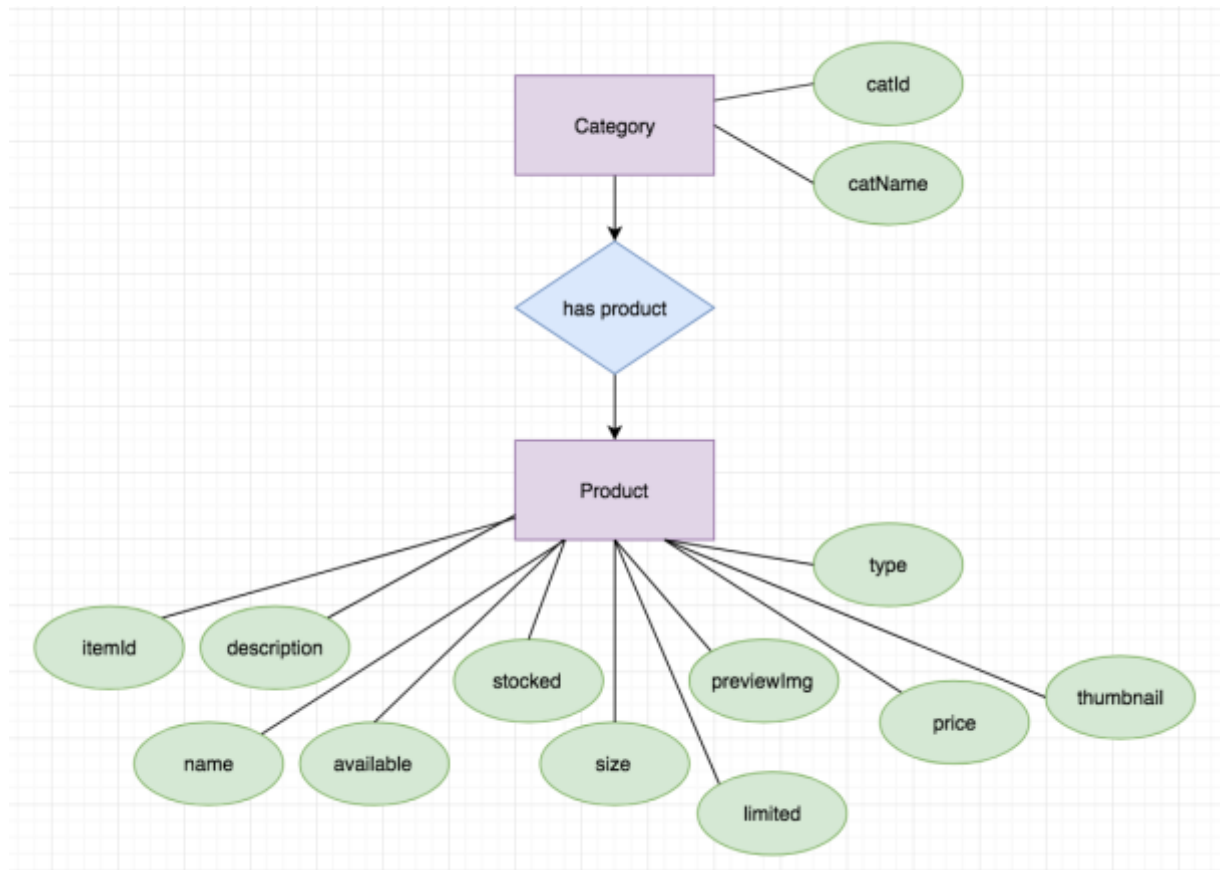 catId
Category
catName
has product
Product
type
itemId
description
stocked
previewImg
thumbnail
price
name
available
size
limited